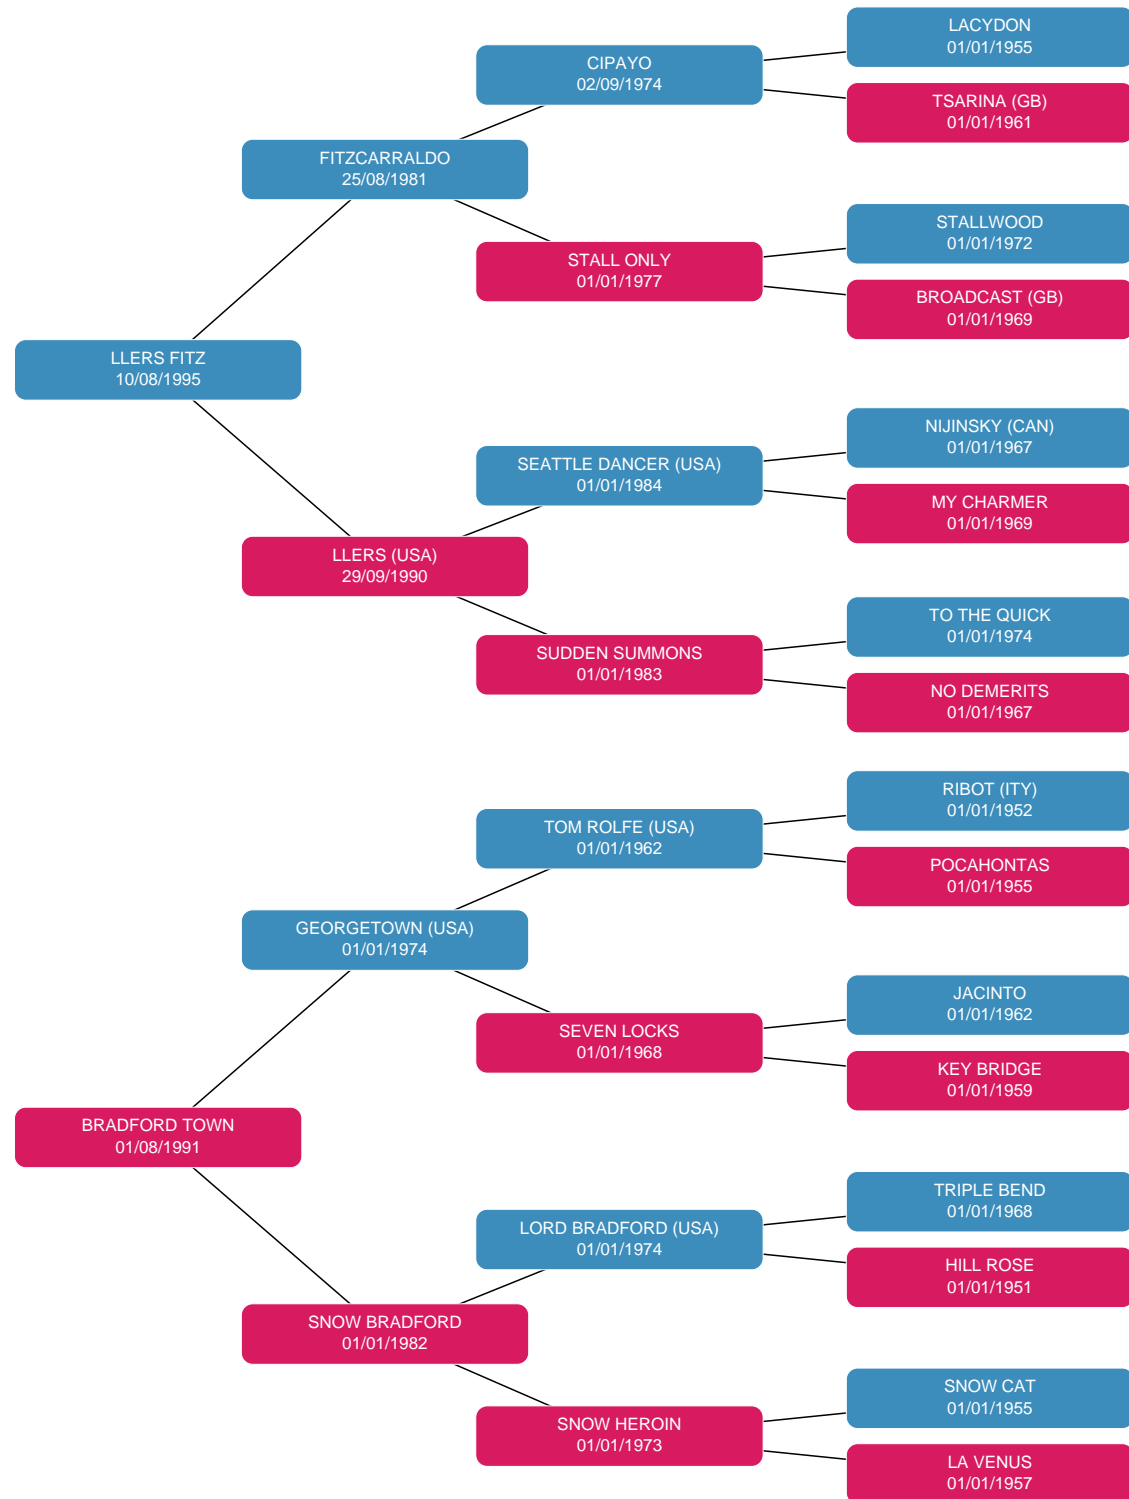 LACYDON
01/01/1955
CIPAYO
02/09/1974
TSARINA (GB)
01/01/1961
FITZCARRALDO
25/08/1981
STALLWOOD
01/01/1972
STALL ONLY
01/01/1977
BROADCAST (GB)
01/01/1969
LLERS FITZ
10/08/1995
NIJINSKY (CAN)
01/01/1967
SEATTLE DANCER (USA)
01/01/1984
MY CHARMER
01/01/1969
LLERS (USA)
29/09/1990
TO THE QUICK
01/01/1974
SUDDEN SUMMONS
01/01/1983
NO DEMERITS
01/01/1967
RIBOT (ITY)
01/01/1952
TOM ROLFE (USA)
01/01/1962
POCAHONTAS
01/01/1955
GEORGETOWN (USA)
01/01/1974
JACINTO
01/01/1962
SEVEN LOCKS
01/01/1968
KEY BRIDGE
01/01/1959
BRADFORD TOWN
01/08/1991
TRIPLE BEND
01/01/1968
LORD BRADFORD (USA)
01/01/1974
HILL ROSE
01/01/1951
SNOW BRADFORD
01/01/1982
SNOW CAT
01/01/1955
SNOW HEROIN
01/01/1973
LA VENUS
01/01/1957